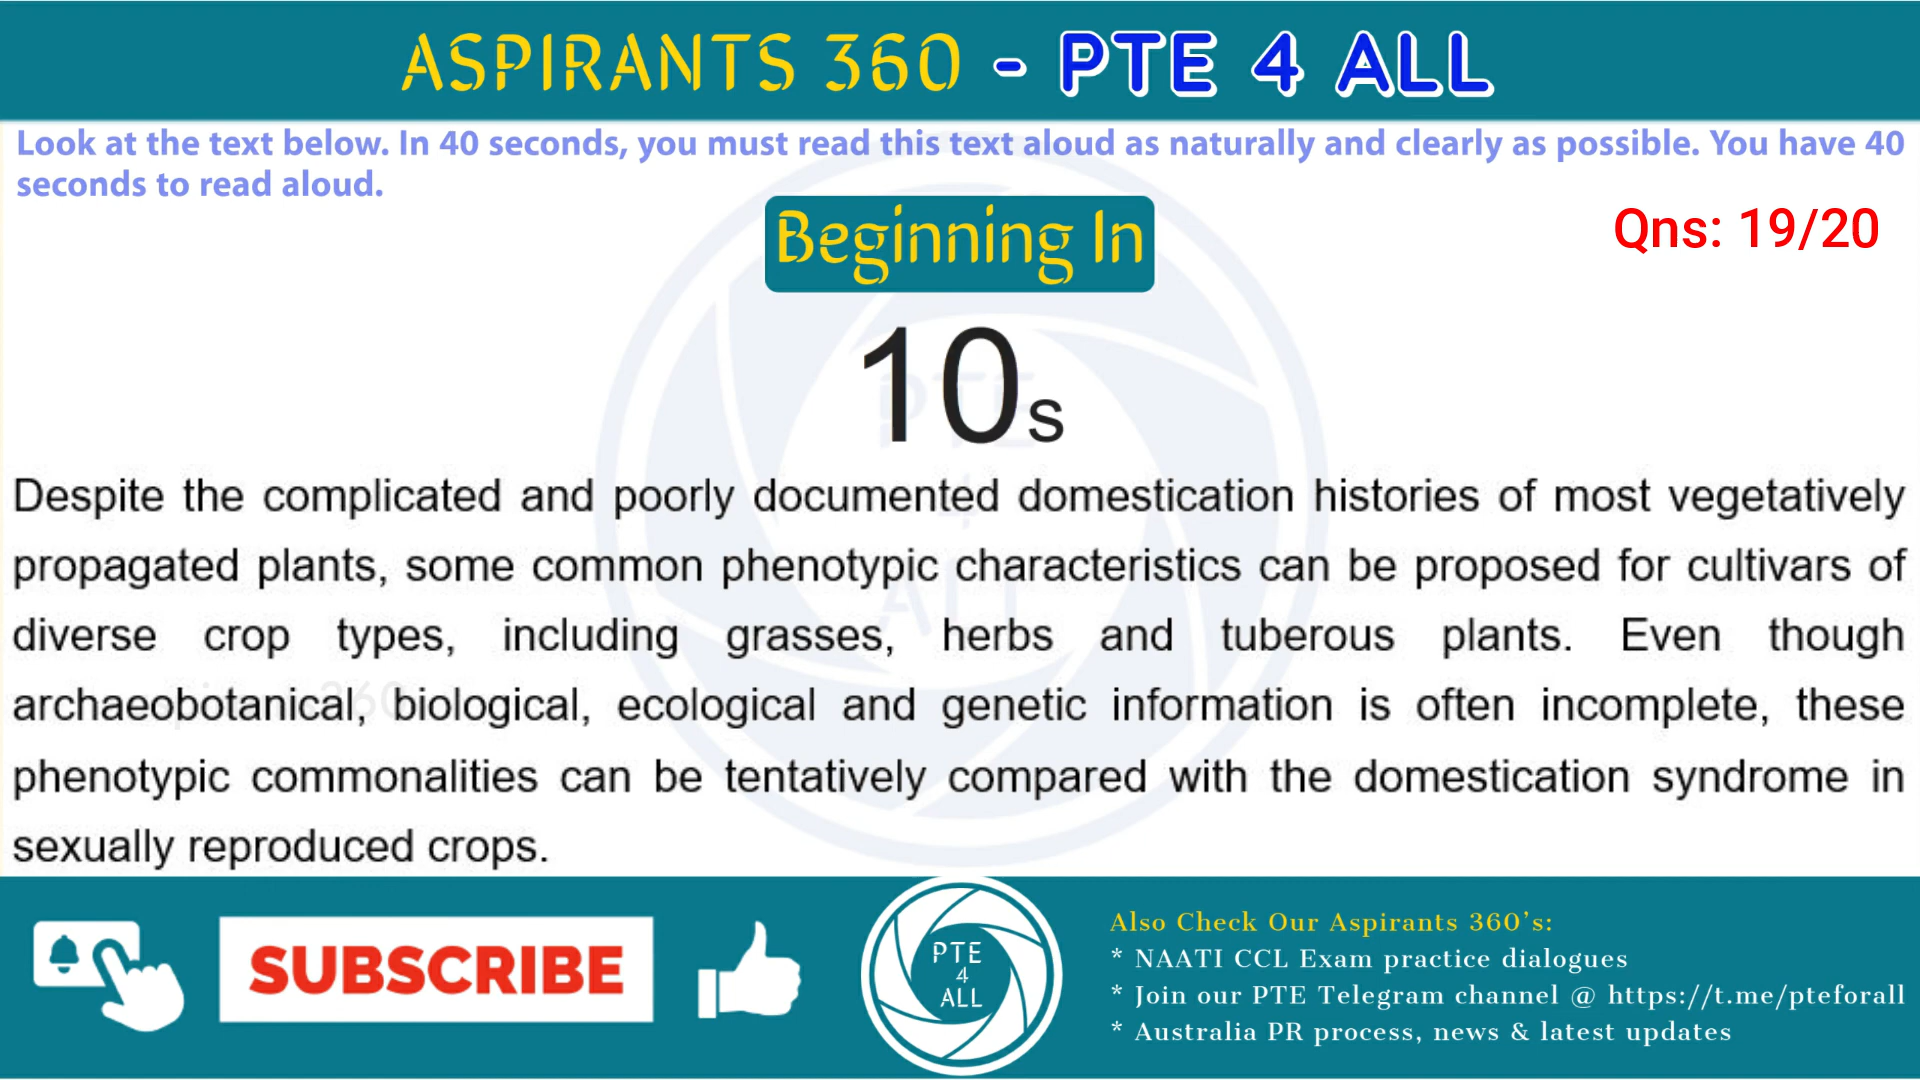 ASPIRANTS 360 - PTE 4 ALL
Look at the text below. In 40 seconds, you must read this text aloud as naturally and clearly as possible. You have 40
seconds to read aloud.
Beginning In
Qns: 19/20
10s
Despite the complicated and poorly documented domestication histories of most vegetatively
propagated plants, some common phenotypic characteristics can be proposed for cultivars of
diverse crop types, including grasses, herbs and tuberous plants. Even though
archaeobotanical, biological, ecological and genetic information is often incomplete, these
phenotypic commonalities can be tentatively compared with the domestication syndrome in
sexually reproduced crops.
SUBSCRIBE
PTE
4
ALL
Also Check Our Aspirants 360's:
* NAATI CCL Exam practice dialogues
* Join our PTE Telegram channel @ https://t.me/pteforall
* Australia PR process, news & latest updates